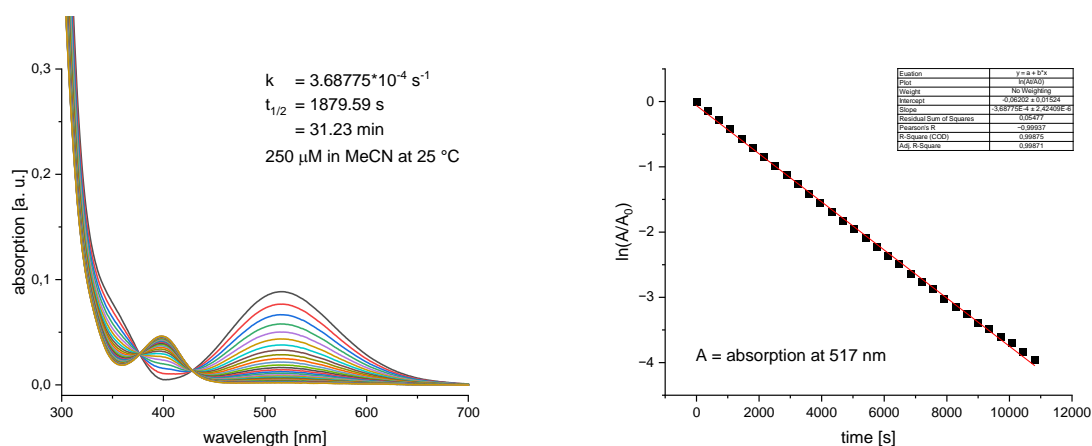 0,3
0,2
0,1
0,0
300
400
500
600
700
absorption [a. u.]
wavelength [nm]
k = 3.68775*10-4 s-1
t1/2 = 1879.59 s
= 31.23 min
250 μM in MeCN at 25 °C
0
−1
−2
−3
−4
0
2000
4000
6000
8000
10000
12000
ln(A/A0)
time [s]
A = absorption at 517 nm
Euation y = a + b*x
Plot ln(At/A0)
Weight No Weighting
Intercept -0,06202 ± 0,01524
Slope -3,68775E-4 ± 2,42409E-6
Residual Sum of Squares 0,05477
Pearson's R −0,99937
R-Square (COD) 0,99875
Adj. R-Square 0,99871